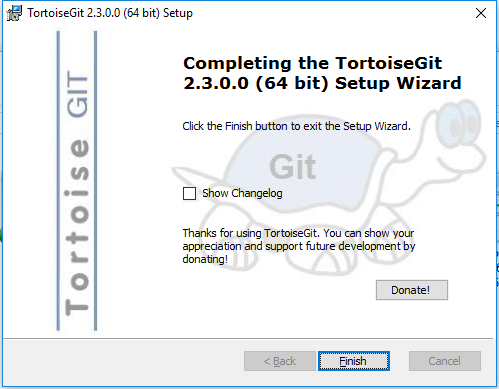 TortoiseGit 2.3.0.0 (64 bit) Setup
Tortoise GIT
Completing the TortoiseGit
2.3.0.0 (64 bit) Setup Wizard
Click the Finish button to exit the Setup Wizard.
Git
Show Changelog
Thanks for using TortoiseGit. You can show your
appreciation and support future development by
donating!
Donate!
< Back
Finish
Cancel